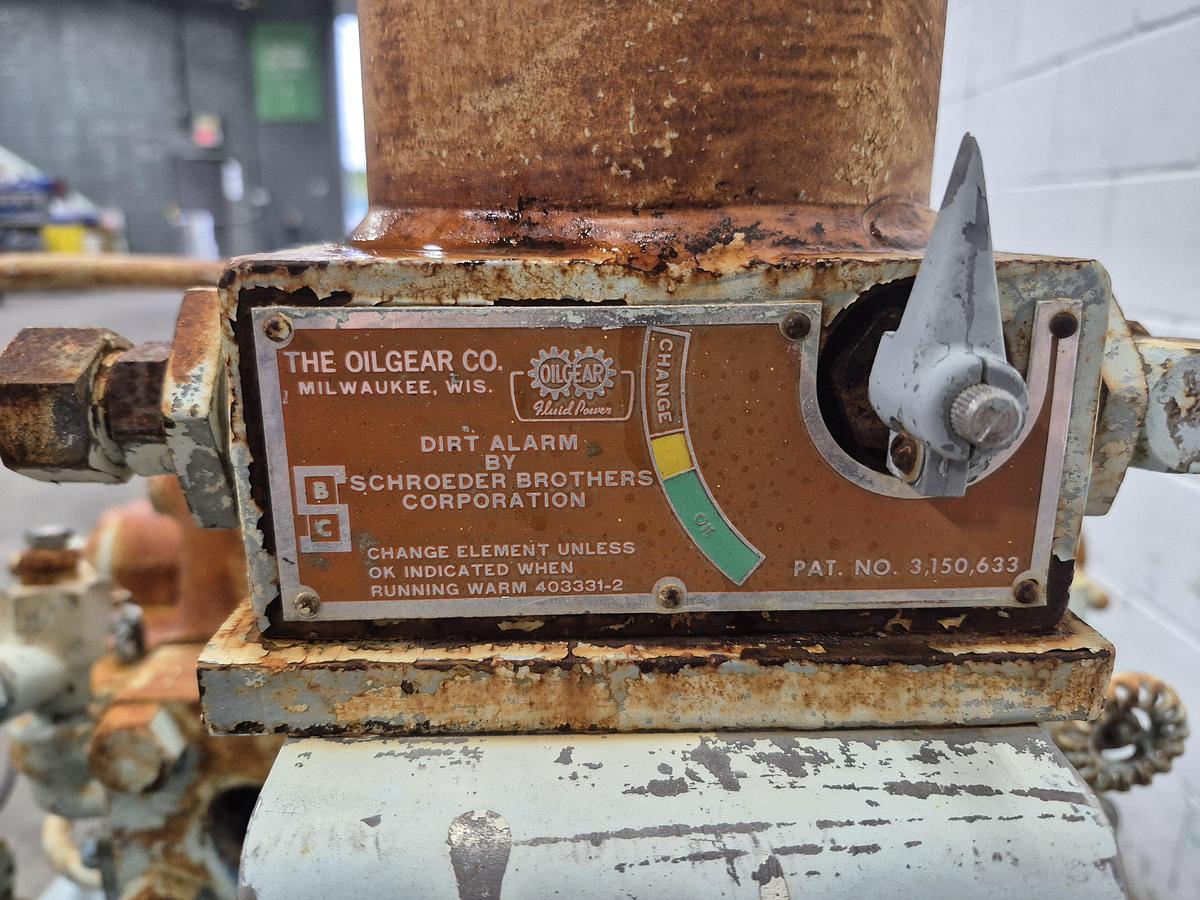 THE OILGEAR CO.
MILWAUKEE, WIS.
OILGEAR
Fluid Power
CHANGE
OK
DIRT ALARM
BY
SCHROEDER BROTHERS
CORPORATION
S
B
C
CHANGE ELEMENT UNLESS
OK INDICATED WHEN
RUNNING WARM 403331-2
PAT. NO. 3,150,633